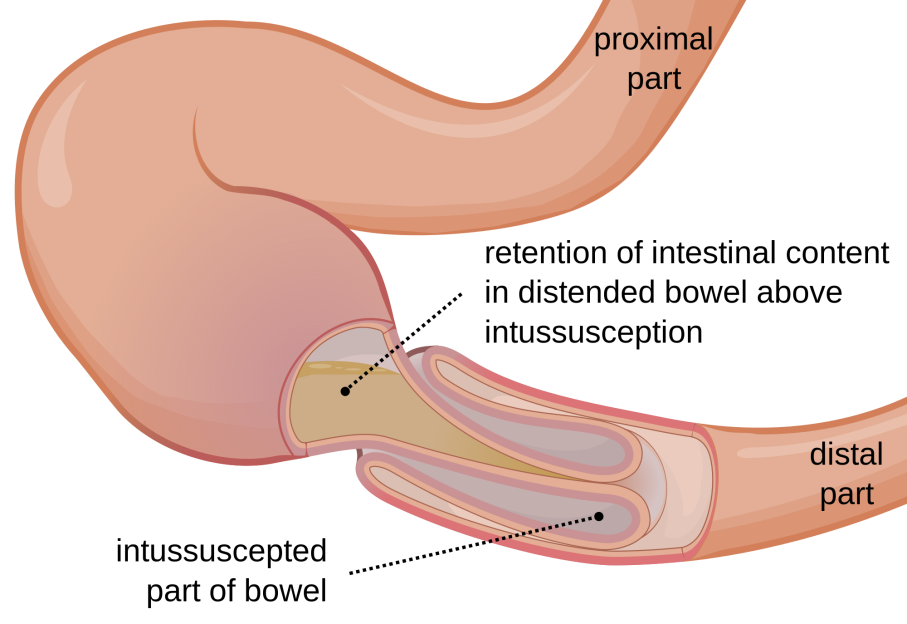 proximal
part
retention of intestinal content
in distended bowel above
intussusception
distal
part
intussuscepted
part of bowel